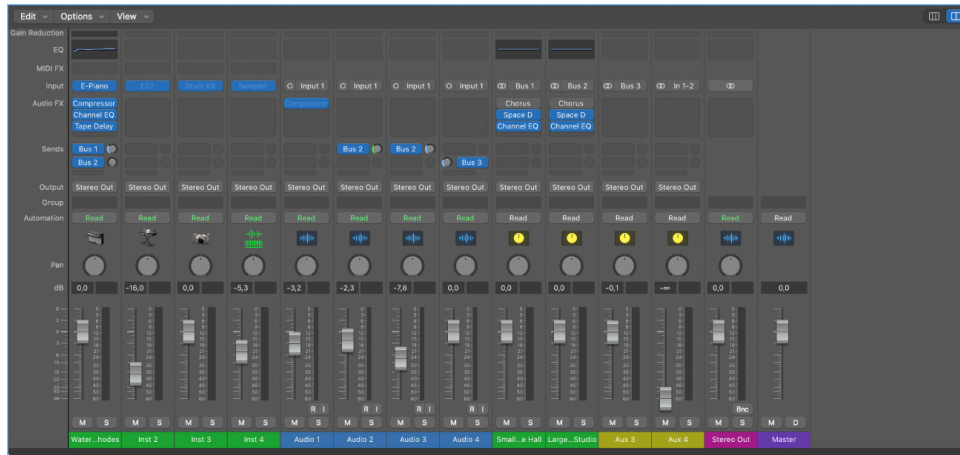 Edit Options View
Gain Reduction
EQ
MIDI FX
Input E-Piano ES2 Drum Kit Sampler Input 1 Input 1 Input 1 Input 1 Bus 1 Bus 2 Bus 3 In 1-2
Audio FX Compressor Compressor Chorus Chorus
Channel EQ Space D Space D
Tape Delay Channel EQ Channel EQ
Sends Bus 1 Bus 2 Bus 2
Bus 2 Bus 3
Output Stereo Out Stereo Out Stereo Out Stereo Out Stereo Out Stereo Out Stereo Out Stereo Out Stereo Out Stereo Out Stereo Out Stereo Out
Group
Automation Read Read Read Read Read Read Read Read Read Read Read Read Read Read
Pan
dB 0,0 -16,0 0,0 -5,3 -3,2 -2,3 -7,8 0,0 0,0 0,0 -0,1 -∞ 0,0 0,0
R I R I R I R I Bnc
M S M S M S M S M S M S M S M S M S M S M S M S M S M D
Water...hodes Inst 2 Inst 3 Inst 4 Audio 1 Audio 2 Audio 3 Audio 4 Small...e Hall Large...Studio Aux 3 Aux 4 Stereo Out Master